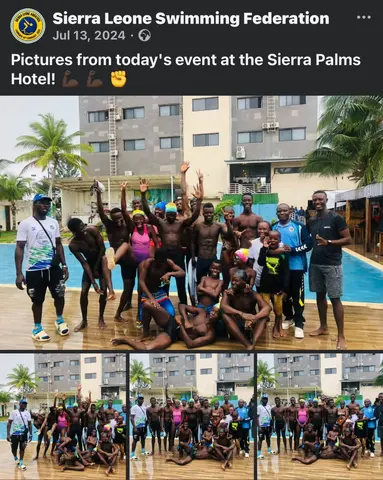 Sierra Leone Swimming Federation
Jul 13, 2024 ·
Pictures from today's event at the Sierra Palms
Hotel! 💪🏿 💪🏿 ✊